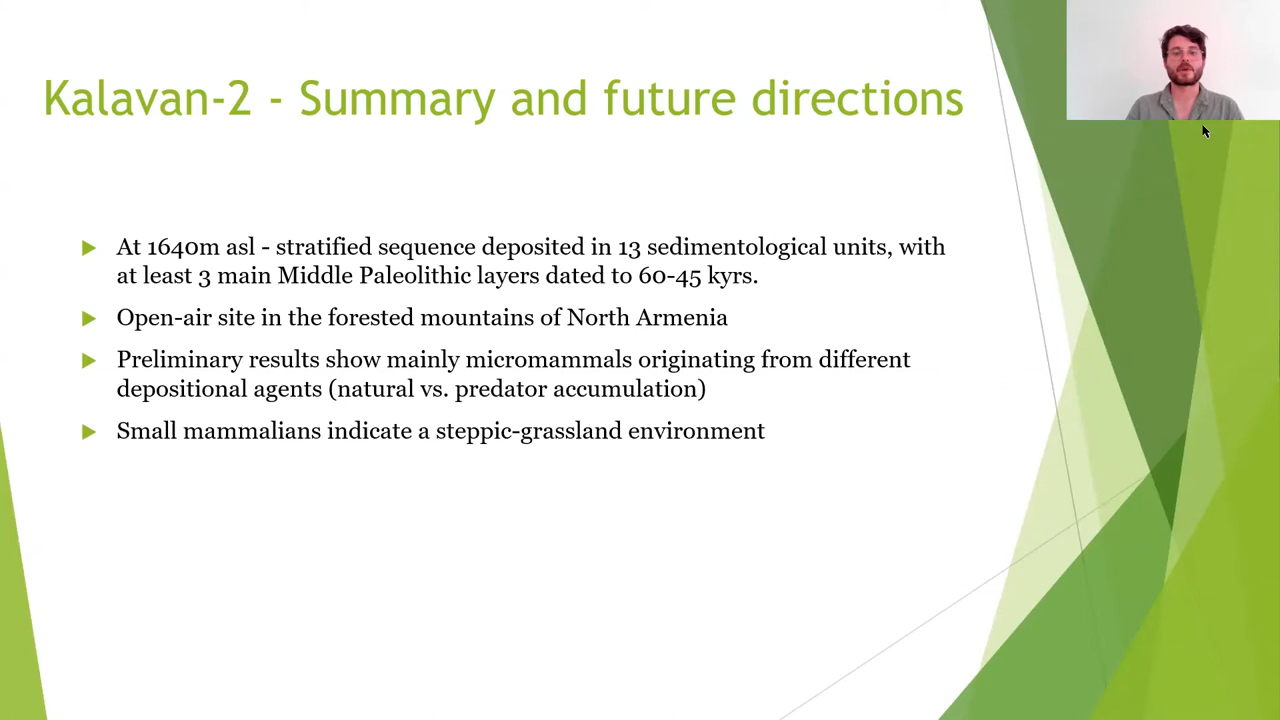 Kalavan-2 - Summary and future directions
At 1640m asl - stratified sequence deposited in 13 sedimentological units, with
at least 3 main Middle Paleolithic layers dated to 60-45 kyrs.
Open-air site in the forested mountains of North Armenia
Preliminary results show mainly micromammals originating from different
depositional agents (natural vs. predator accumulation)
Small mammalians indicate a steppic-grassland environment